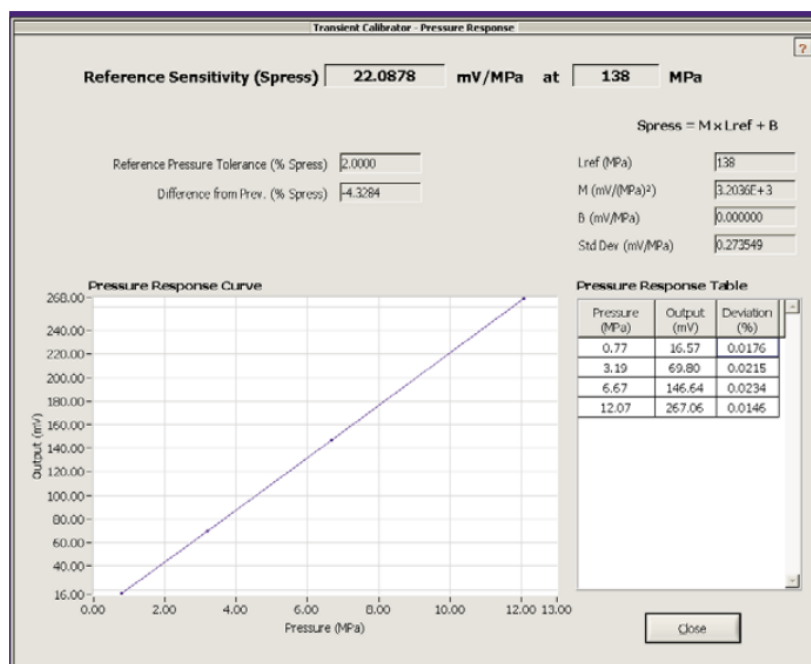 Transient Calibrator - Pressure Response
?
Reference Sensitivity (Spress) 22.0878 mV/MPa at 138 MPa
Spress = M x Lref + B
Reference Pressure Tolerance (% Spress) 2.0000
Difference from Prev. (% Spress) -4.3284
Lref (MPa) 138
M (mV/(MPa)²) 3.2036E+3
B (mV/MPa) 0.000000
Std Dev (mV/MPa) 0.273549
Pressure Response Curve
268.00
240.00
220.00
200.00
180.00
160.00
140.00
120.00
100.00
80.00
60.00
40.00
16.00
Output (mV)
0.00 2.00 4.00 6.00 8.00 10.00 12.00 13.00
Pressure (MPa)
Pressure Response Table
Pressure (MPa) Output (mV) Deviation (%)
0.77 16.57 0.0176
3.19 69.80 0.0215
6.67 146.64 0.0234
12.07 267.06 0.0146
Close